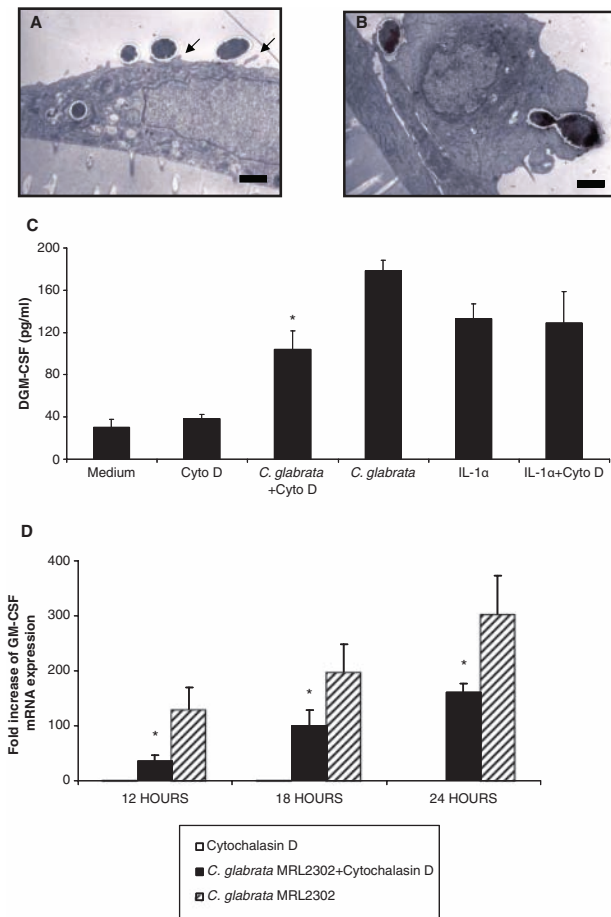 A
B
C
DGM-CSF (pg/ml)
200
160
120
80
40
0
*
Medium
Cyto D
C. glabrata
+Cyto D
C. glabrata
IL-1α
IL-1α+Cyto D
D
Fold increase of GM-CSF
mRNA expression
400
300
200
100
0
*
*
*
12 HOURS
18 HOURS
24 HOURS
Cytochalasin D
C. glabrata MRL2302+Cytochalasin D
C. glabrata MRL2302